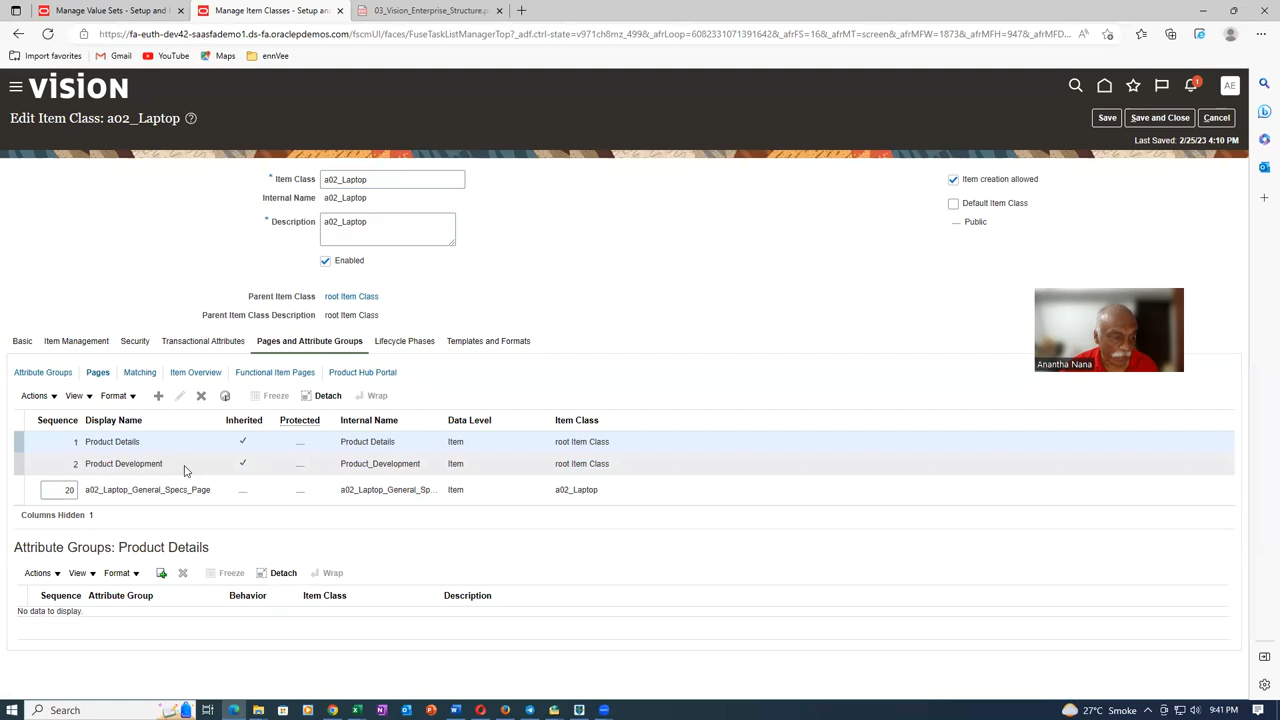 Manage Value Sets - Setup and
Manage Item Classes - Setup and
03_Vision_Enterprise_Structure.p
https://fa-euth-dev42-saasfademo1.ds-fa.oraclepdemos.com/fscmUI/faces/FuseTaskListManagerTop?_adf.ctrl-state=v971ch8mz_499&_afrLoop=60823310713916​42&_afrFS=16&_afrMT=screen&_afrMFW=1873&_afrMFH=947&_afrMFD...
Import favorites Gmail YouTube Maps ennVee
VISION
1 AE
Edit Item Class: a02_Laptop
Save Save and Close Cancel
Last Saved: 2/25/23 4:10 PM
* Item Class a02_Laptop
Item creation allowed
Internal Name a02_Laptop
Default Item Class
* Description a02_Laptop
Public
Enabled
Parent Item Class root Item Class
Parent Item Class Description root Item Class
Basic Item Management Security Transactional Attributes Pages and Attribute Groups Lifecycle Phases Templates and Formats
Anantha Nana
Attribute Groups Pages Matching Item Overview Functional Item Pages Product Hub Portal
Actions View Format Freeze Detach Wrap
Sequence Display Name Inherited Protected Internal Name Data Level Item Class
1 Product Details Product Details Item root Item Class
2 Product Development Product_Development Item root Item Class
20 a02_Laptop_General_Specs_Page a02_Laptop_General_Sp... Item a02_Laptop
Columns Hidden 1
Attribute Groups: Product Details
Actions View Format Freeze Detach Wrap
Sequence Attribute Group Behavior Item Class Description
No data to display.
Search 27°C Smoke 9:41 PM